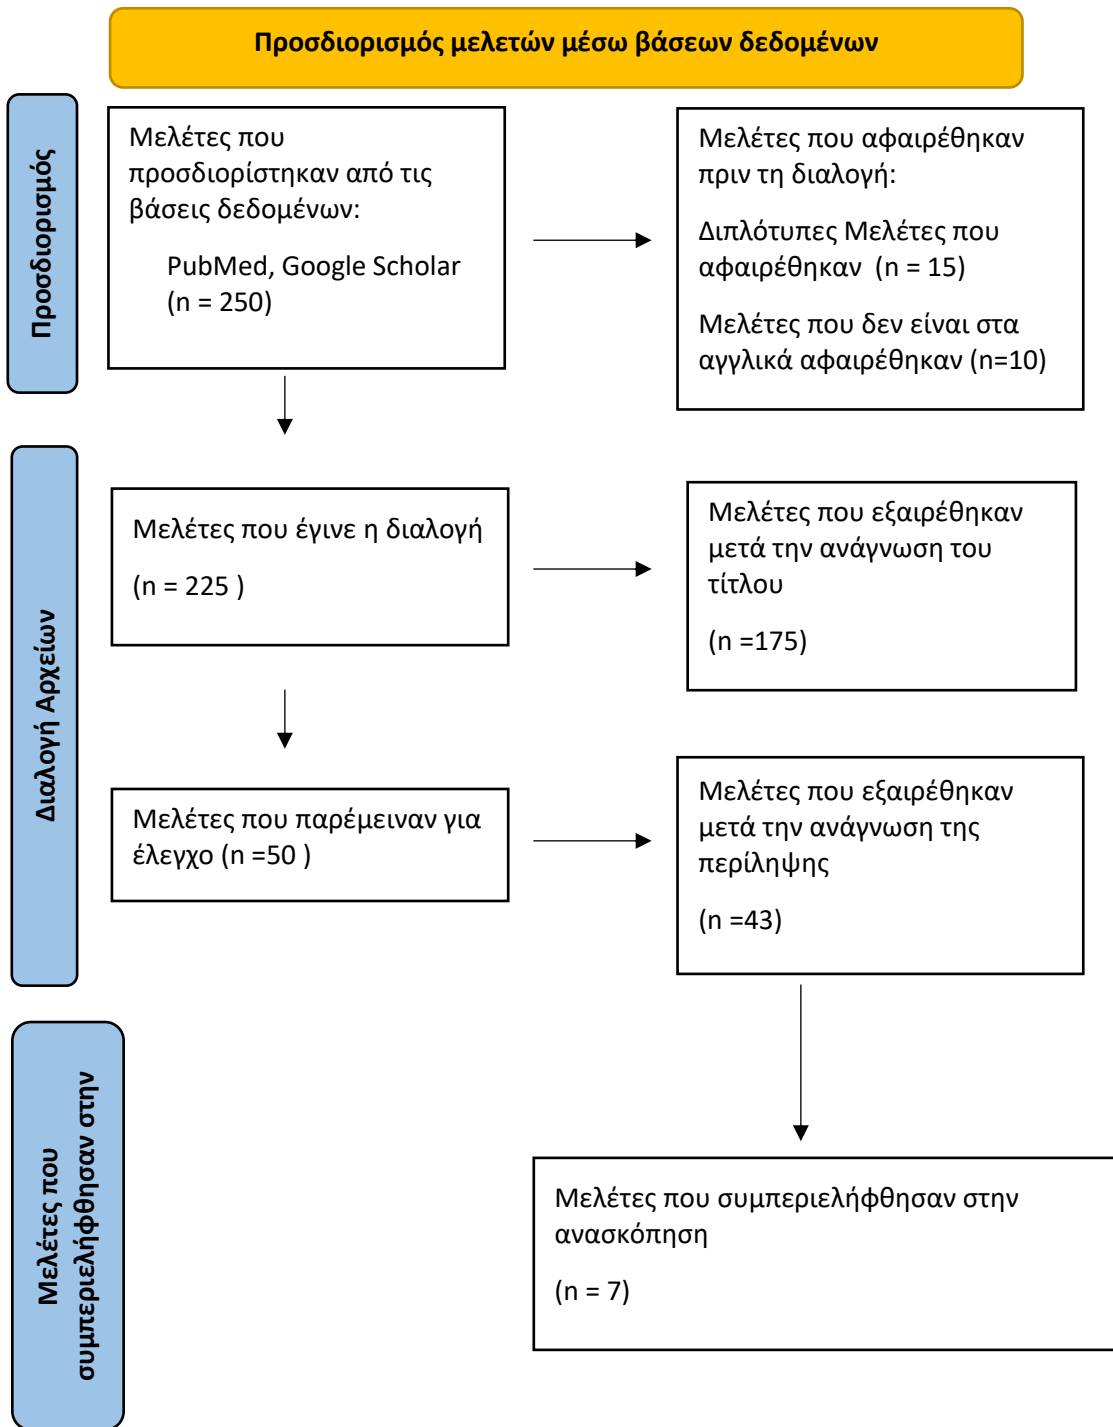 Προσδιορισμός μελετών μέσω βάσεων δεδομένων
Προσδιορισμός
Μελέτες που
προσδιορίστηκαν από τις
βάσεις δεδομένων:
PubMed, Google Scholar
(n = 250)
Μελέτες που αφαιρέθηκαν
πριν τη διαλογή:
Διπλότυπες Μελέτες που
αφαιρέθηκαν (n = 15)
Μελέτες που δεν είναι στα
αγγλικά αφαιρέθηκαν (n=10)
Διαλογή Αρχείων
Μελέτες που έγινε η διαλογή
(n = 225 )
Μελέτες που εξαιρέθηκαν
μετά την ανάγνωση του
τίτλου
(n =175)
Μελέτες που παρέμειναν για
έλεγχο (n =50 )
Μελέτες που εξαιρέθηκαν
μετά την ανάγνωση της
περίληψης
(n =43)
Μελέτες που
συμπεριελήφθησαν στην
Μελέτες που συμπεριελήφθησαν στην
ανασκόπηση
(n = 7)